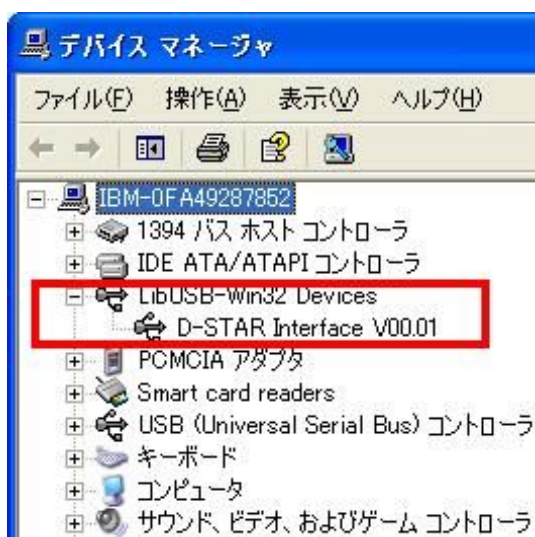 デバイス マネージャ
ファイル(F) 操作(A) 表示(V) ヘルプ(H)
IBM-0FA49287852
1394 バス ホスト コントローラ
IDE ATA/ATAPI コントローラ
LibUSB-Win32 Devices
D-STAR Interface V00.01
PCMCIA アダプタ
Smart card readers
USB (Universal Serial Bus) コントローラ
キーボード
コンピュータ
サウンド、ビデオ、およびゲーム コントローラ